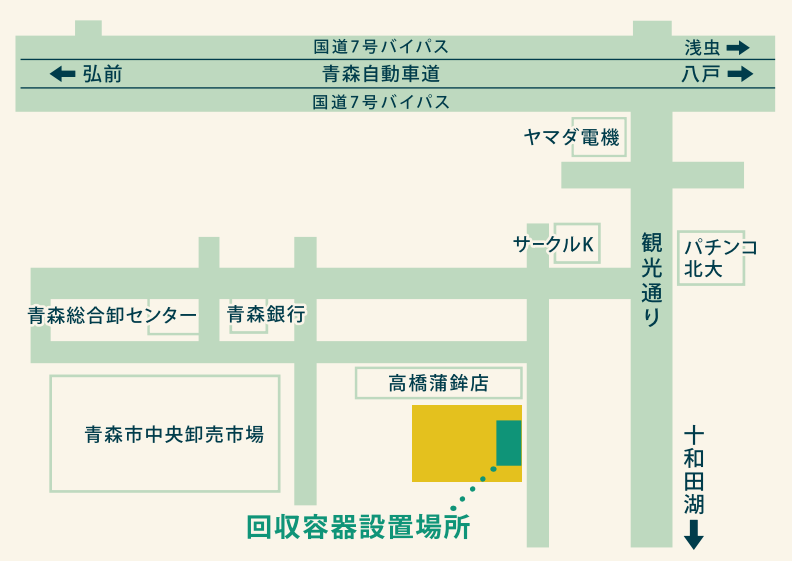 国道7号バイパス
浅虫
弘前
青森自動車道
八戸
国道7号バイパス
ヤマダ電機
サークルK
観光通り
パチンコ
北大
青森総合卸センター
青森銀行
高橋蒲鉾店
青森市中央卸売市場
十和田湖
回収容器設置場所